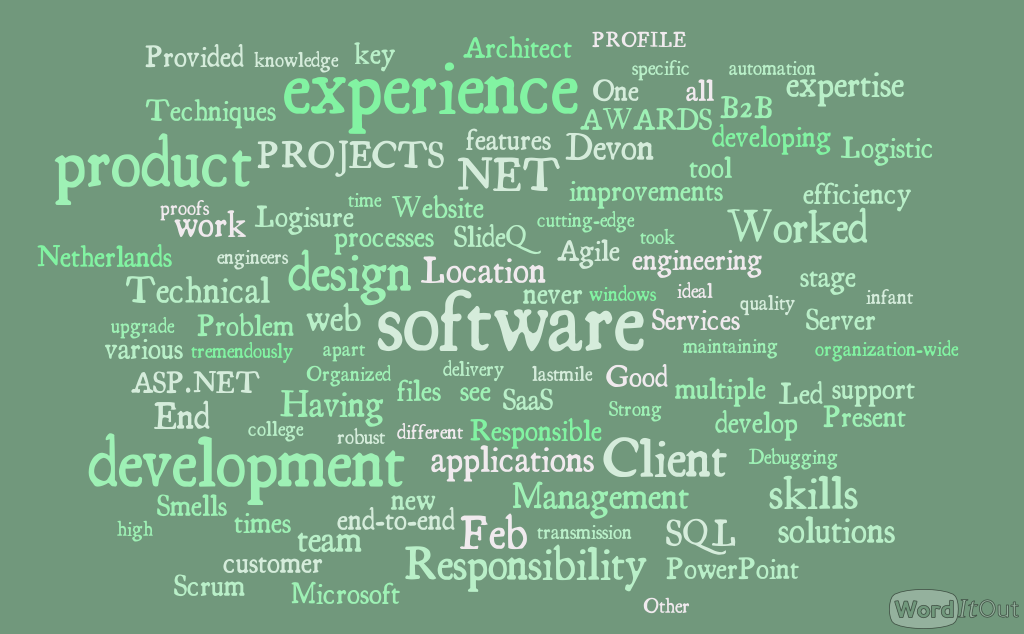 PROFILE
Provided knowledge key Architect
specific automation
experience One all expertise
Techniques AWARDS B2B
product PROJECTS features Devon developing Logistic
NET tool
improvements efficiency
proofs work Logisure time Website cutting-edge Worked
processes SlideQ Agile took
Netherlands engineers design Location engineering
Technical never windows ideal stage
quality infant
upgrade Problem web software Services Server
various tremendously apart maintaining organization-wide
ASP.NET Organized delivery lastmile Good
files see SaaS multiple Led support
End Having Strong develop Present
college robust different Responsible
development applications Client Debugging
Smells new Management skills
high times end-to-end Feb transmission SQL solutions
team
customer Responsibility PowerPoint
Scrum Microsoft
Other
WordItOut